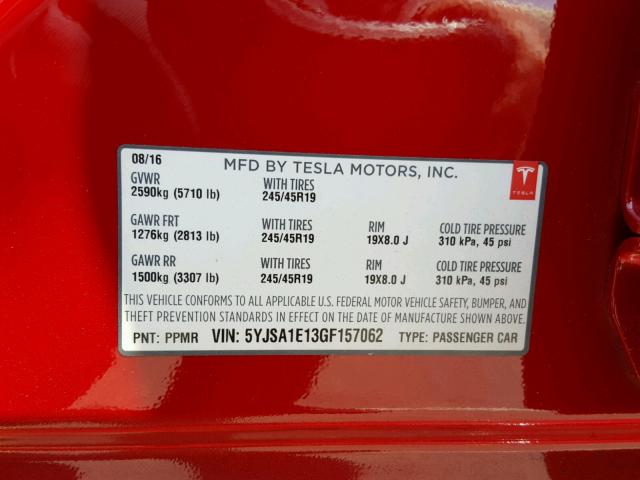 08/16
MFD BY TESLA MOTORS, INC.
TESLA
GVWR WITH TIRES
2590kg (5710 lb) 245/45R19
GAWR FRT WITH TIRES RIM COLD TIRE PRESSURE
1276kg (2813 lb) 245/45R19 19X8.0 J 310 kPa, 45 psi
GAWR RR WITH TIRES RIM COLD TIRE PRESSURE
1500kg (3307 lb) 245/45R19 19X8.0 J 310 kPa, 45 psi
THIS VEHICLE CONFORMS TO ALL APPLICABLE U.S. FEDERAL MOTOR VEHICLE SAFETY, BUMPER, AND
THEFT PREVENTION STANDARDS IN EFFECT ON THE DATE OF MANUFACTURE SHOWN ABOVE.
PNT: PPMR VIN: 5YJSA1E13GF157062 TYPE: PASSENGER CAR